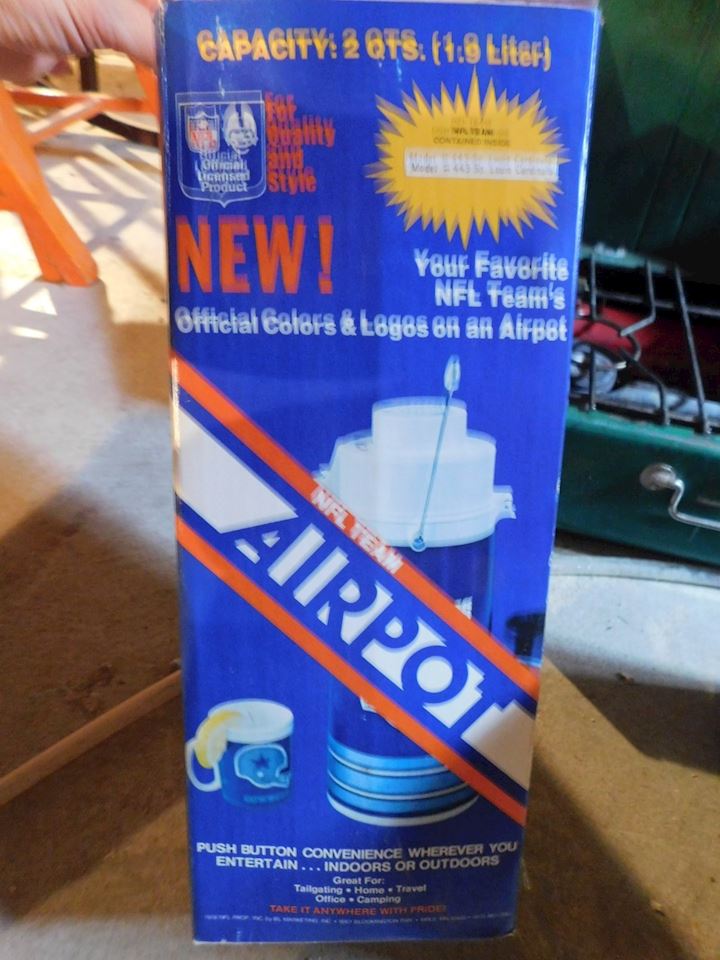 CAPACITY: 2 QTS. (1.9 Liter)
NFL
Official
Licensed
Product
For
Quality
and
Style
NFL TEAM
CONTAINED INSIDE
Model # 443 St. Louis Cardinals
NEW!
Your Favorite
NFL Team's
Official Colors & Logos on an Airpot
NFL TEAM
AIRPOT
PUSH BUTTON CONVENIENCE WHEREVER YOU
ENTERTAIN... INDOORS OR OUTDOORS
Great For:
Tailgating • Home • Travel
Office • Camping
TAKE IT ANYWHERE WITH PRIDE!